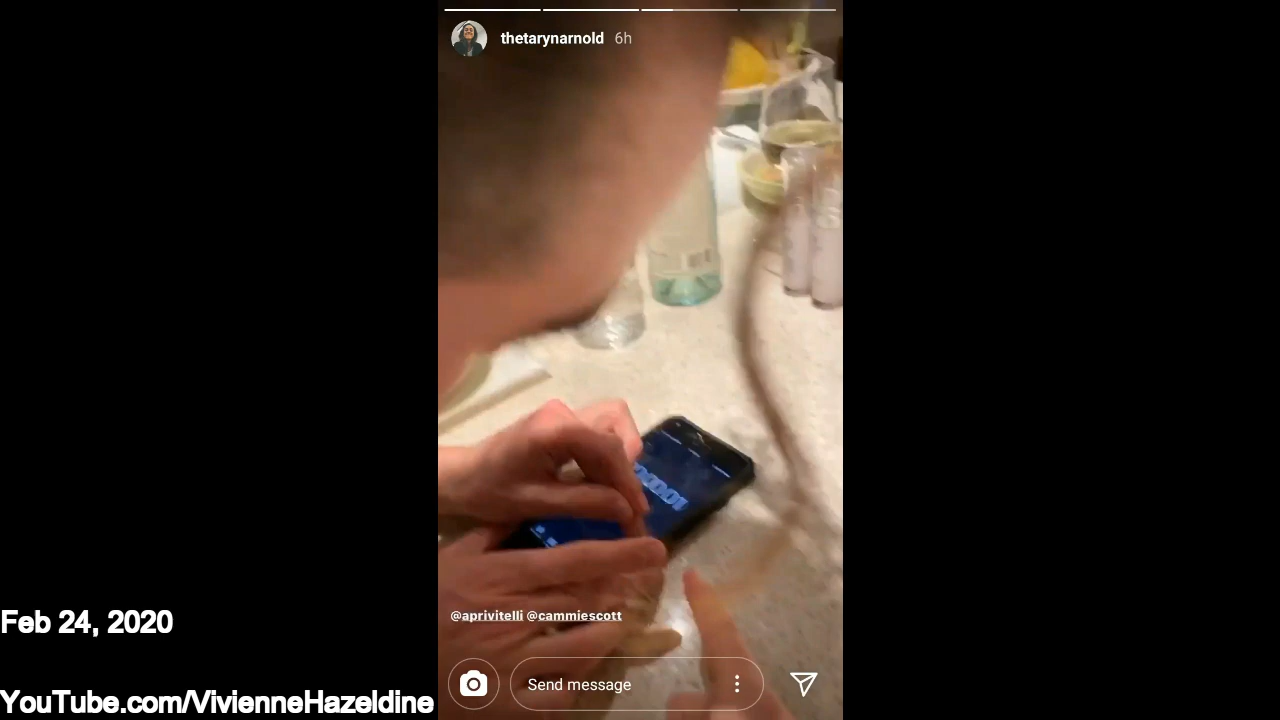 thetarynarnold 6h
@aprivitelli @cammiescott
Feb 24, 2020
Send message
YouTube.com/VivienneHazeldine